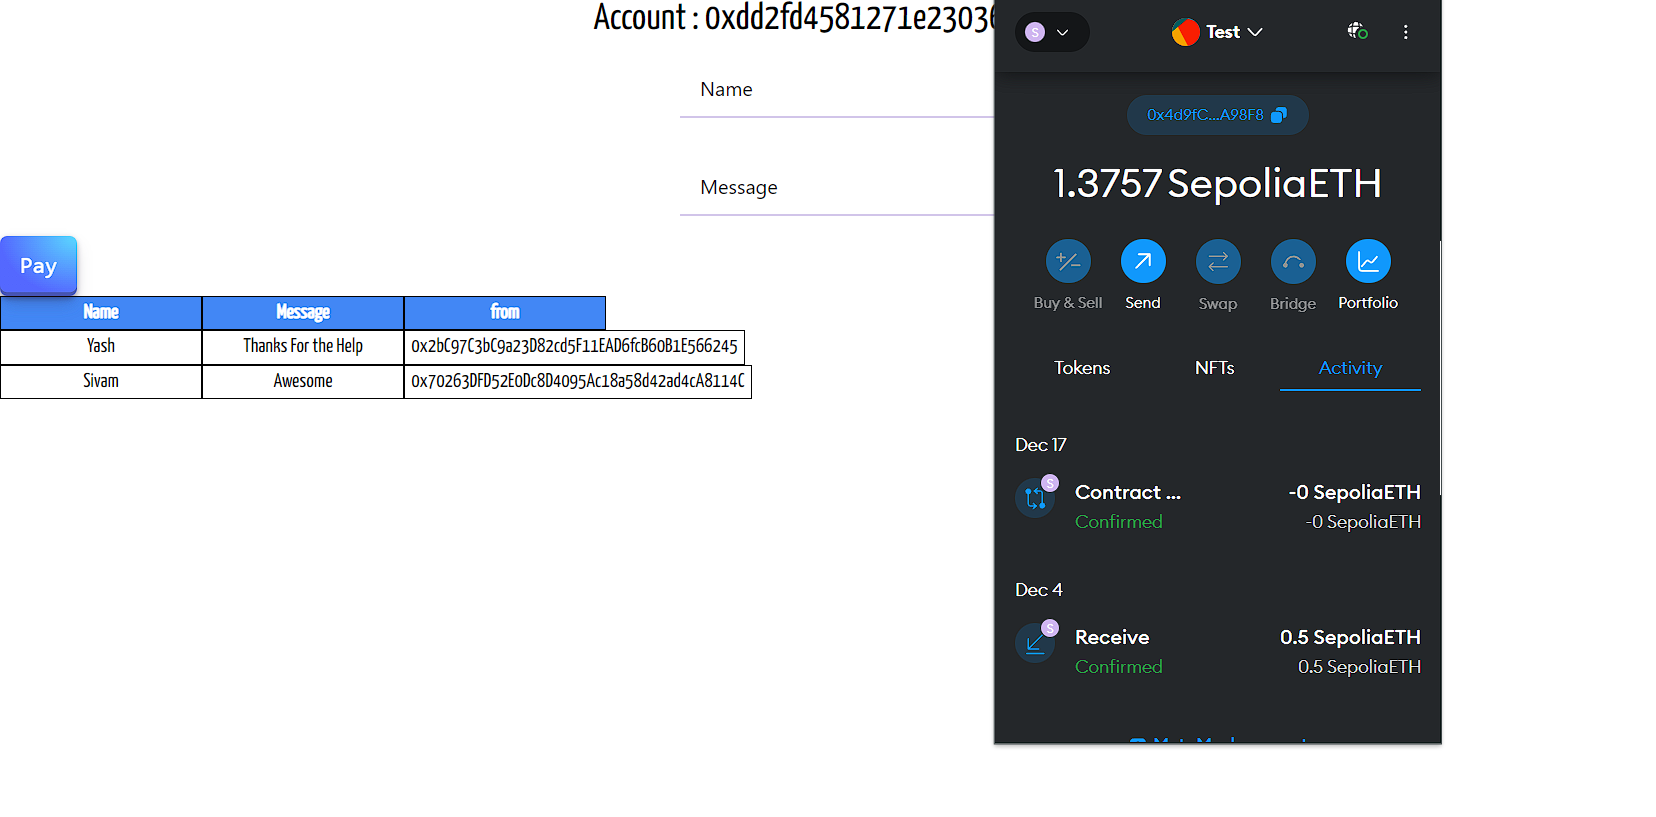 Account : 0xdd2fd4581271e23036
Name
Message
Pay
Name Message from
Yash Thanks For the Help 0x2bC97C3bC9a23D82cd5F11EAD6fcB60B1E566245
Sivam Awesome 0x70263DFD52E0Dc8D4095Ac18a58d42ad4cA8114C
S Test
0x4d9fC...A98F8
1.3757 SepoliaETH
Buy & Sell Send Swap Bridge Portfolio
Tokens NFTs Activity
Dec 17
S
Contract ... -0 SepoliaETH
Confirmed -0 SepoliaETH
Dec 4
S
Receive 0.5 SepoliaETH
Confirmed 0.5 SepoliaETH